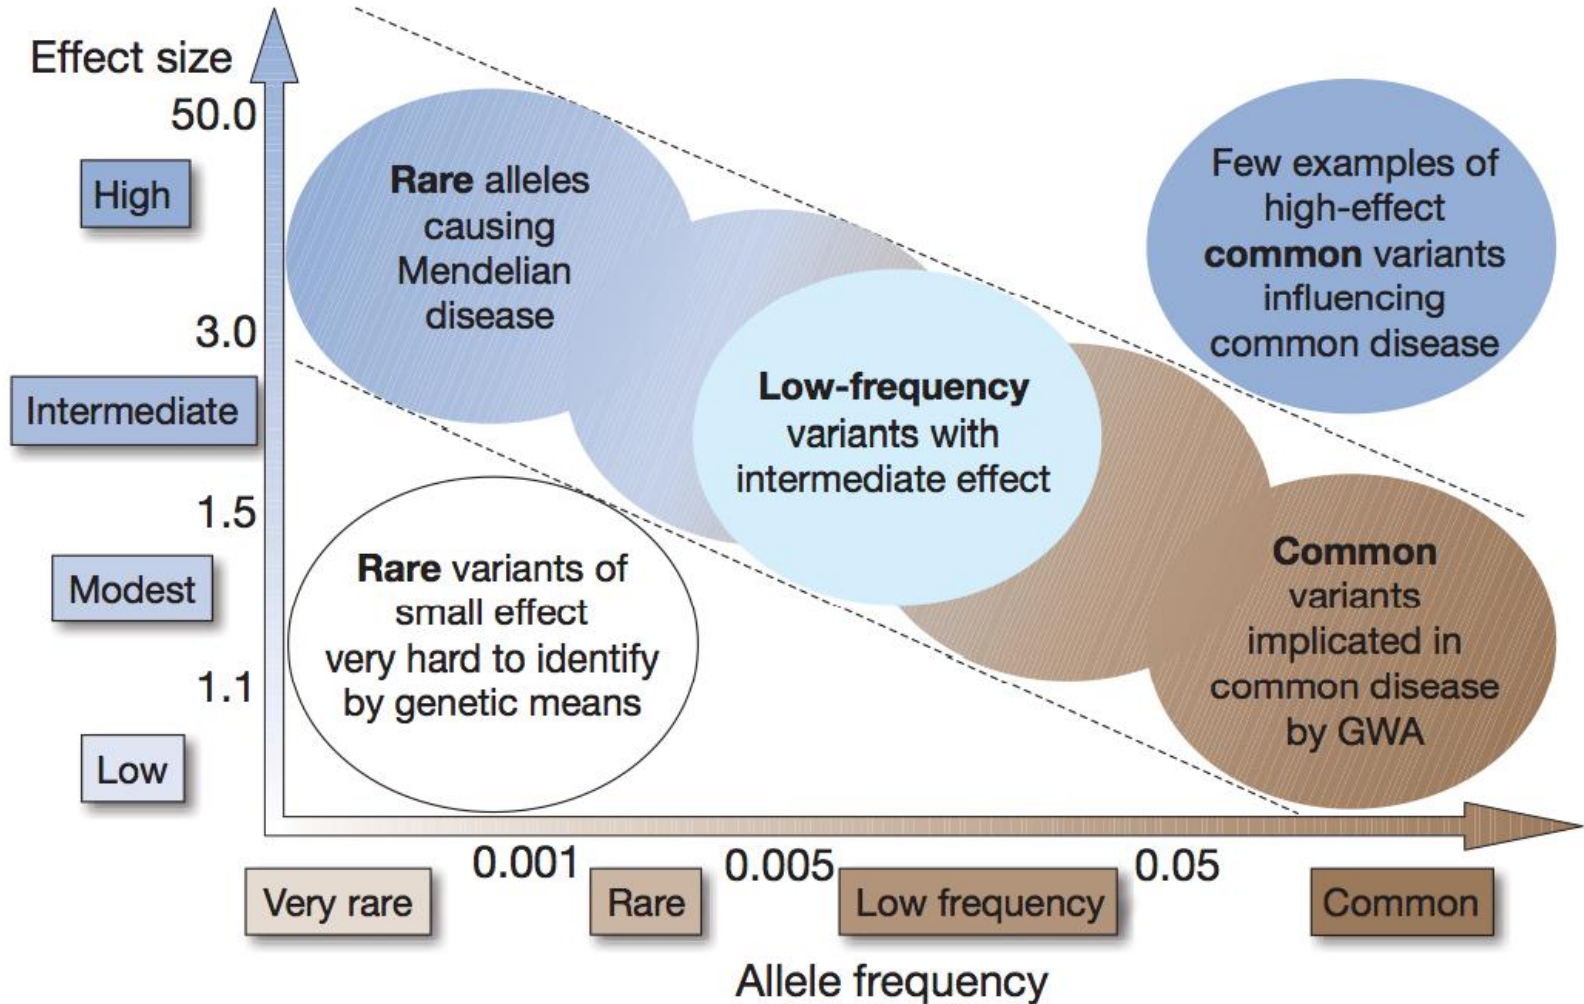 Effect size
50.0
High
3.0
Intermediate
1.5
Modest
1.1
Low
Rare alleles
causing
Mendelian
disease
Few examples of
high-effect
common variants
influencing
common disease
Low-frequency
variants with
intermediate effect
Rare variants of
small effect
very hard to identify
by genetic means
Common
variants
implicated in
common disease
by GWA
0.001
0.005
0.05
Very rare
Rare
Low frequency
Common
Allele frequency